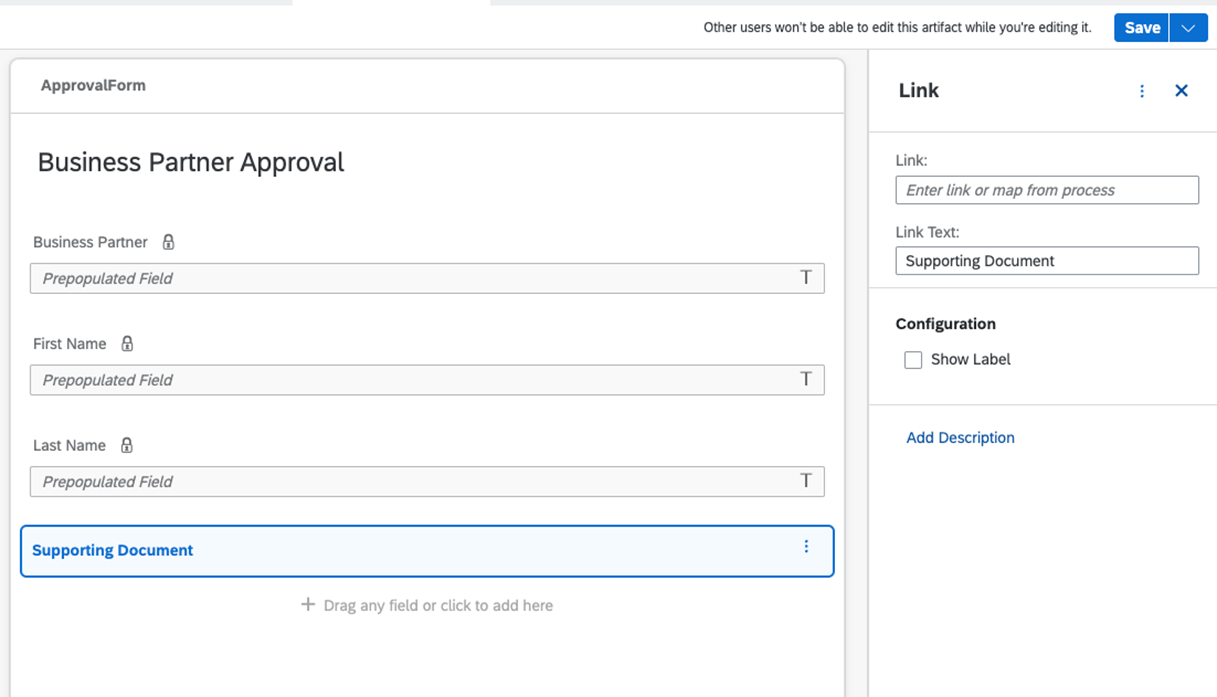 Other users won't be able to edit this artifact while you're editing it.
Save
ApprovalForm
Business Partner Approval
Business Partner
Prepopulated Field
T
First Name
Prepopulated Field
T
Last Name
Prepopulated Field
T
Supporting Document
Drag any field or click to add here
Link
Link:
Enter link or map from process
Link Text:
Supporting Document
Configuration
Show Label
Add Description